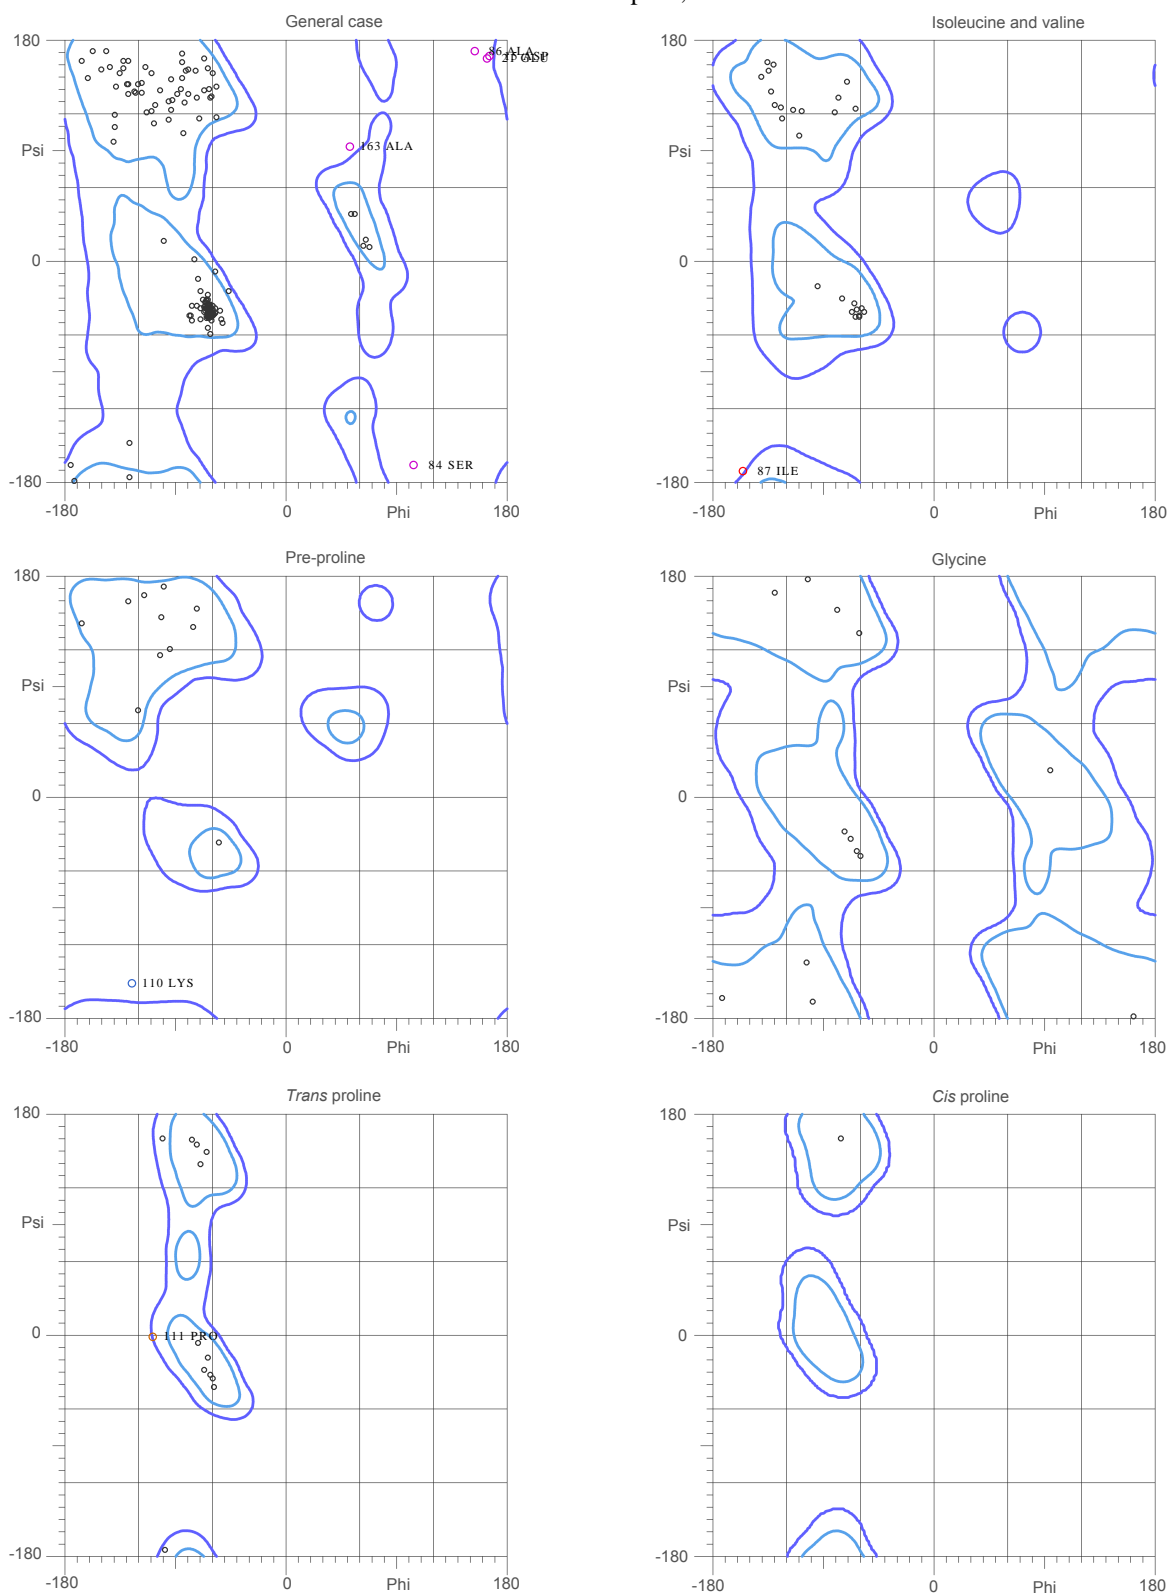 General case
180
Psi
0
-180
-180
0
Phi
180
86 ALA
163 ALA
84 SER
Isoleucine and valine
180
Psi
0
-180
-180
0
Phi
180
87 ILE
Pre-proline
180
Psi
0
-180
-180
0
Phi
180
110 LYS
Glycine
180
Psi
0
-180
-180
0
Phi
180
Trans proline
180
Psi
0
-180
-180
0
Phi
180
111 PRO
Cis proline
180
Psi
0
-180
-180
0
Phi
180